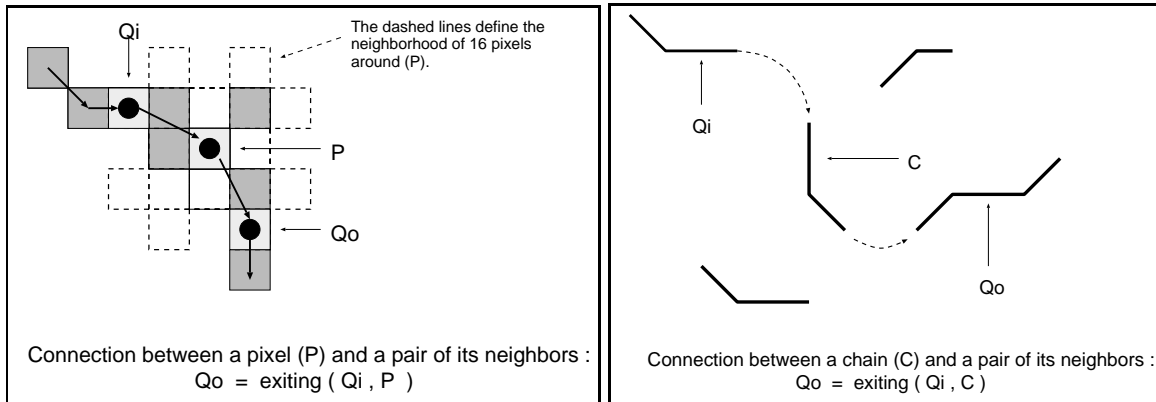 Qi
The dashed lines define the
neighborhood of 16 pixels
around (P).
P
Qo
Connection between a pixel (P) and a pair of its neighbors :
Qo = exiting ( Qi , P )
Qi
C
Qo
Connection between a chain (C) and a pair of its neighbors :
Qo = exiting ( Qi , C )